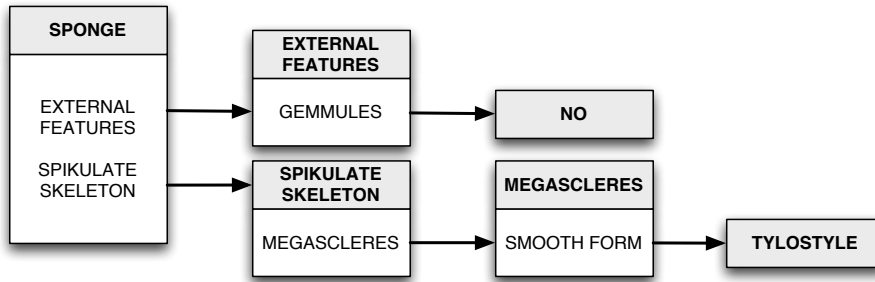 SPONGE
EXTERNAL
FEATURES
SPIKULATE
SKELETON
EXTERNAL
FEATURES
GEMMULES
NO
SPIKULATE
SKELETON
MEGASCLERES
MEGASCLERES
SMOOTH FORM
TYLOSTYLE